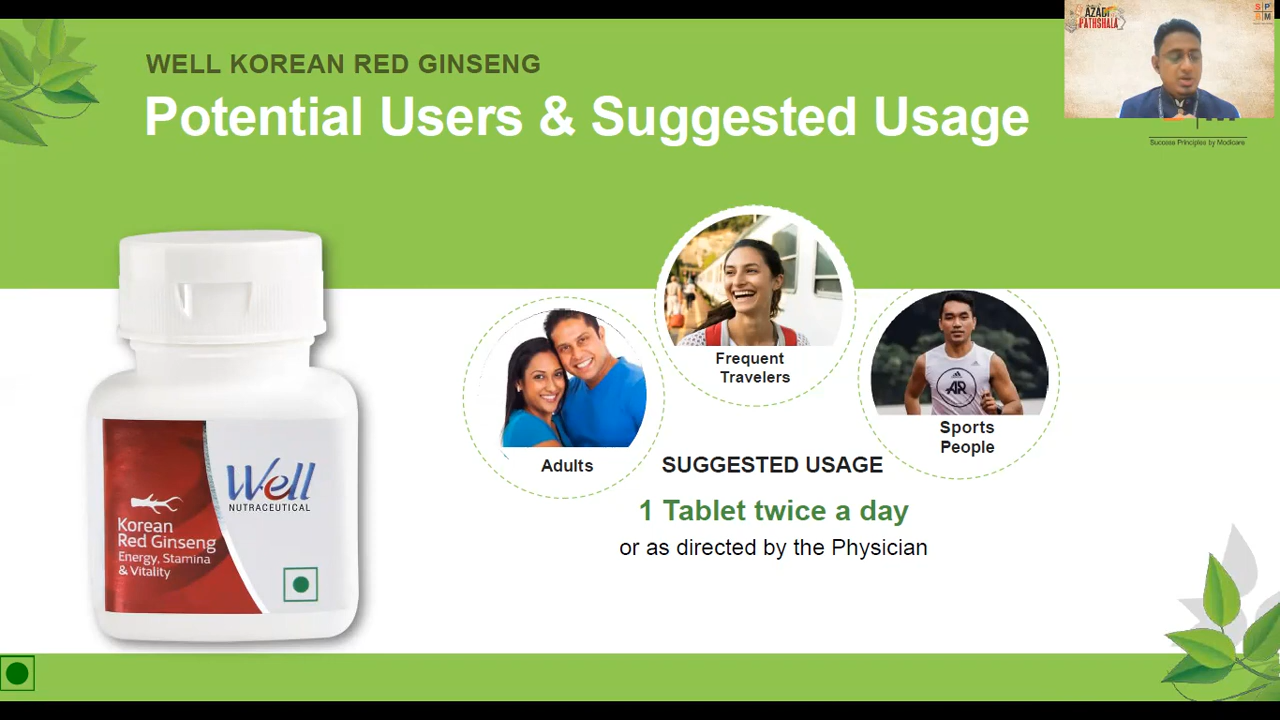 WELL KOREAN RED GINSENG
Potential Users & Suggested Usage
AZADI
PATHSHALA
S P
B M
Success Principles by Modicare
Frequent
Travelers
Adults
AR
Sports
People
SUGGESTED USAGE
1 Tablet twice a day
or as directed by the Physician
Well
NUTRACEUTICAL
Korean
Red Ginseng
Energy, Stamina
& Vitality